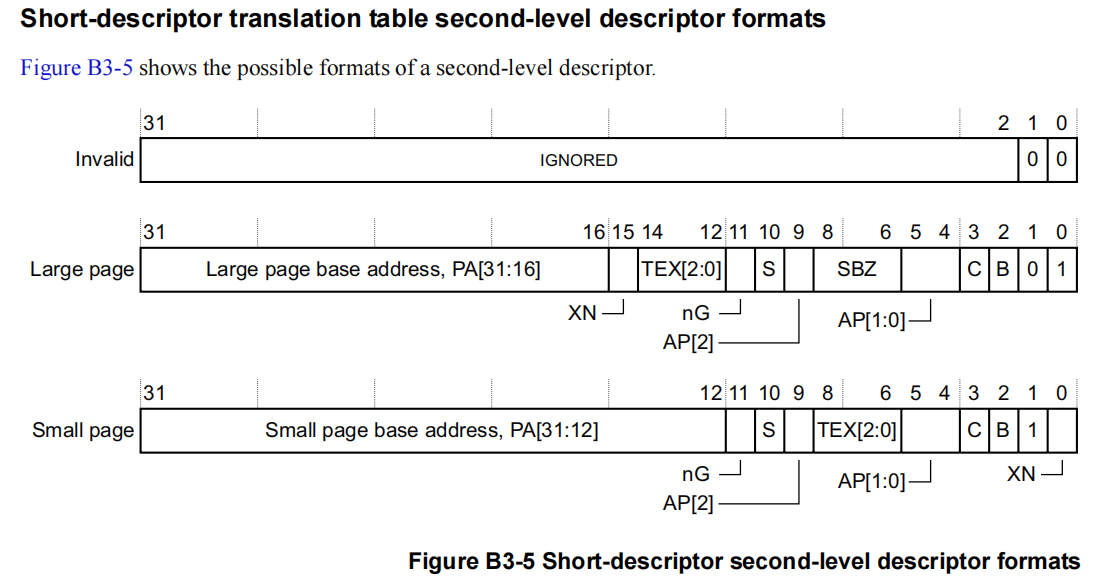 Short-descriptor translation table second-level descriptor formats
Figure B3-5 shows the possible formats of a second-level descriptor.
31 2 1 0
Invalid IGNORED 0 0
31 16 15 14 12 11 10 9 8 6 5 4 3 2 1 0
Large page Large page base address, PA[31:16] TEX[2:0] S SBZ C B 0 1
XN nG AP[1:0]
AP[2]
31 12 11 10 9 8 6 5 4 3 2 1 0
Small page Small page base address, PA[31:12] S TEX[2:0] C B 1
nG AP[1:0] XN
AP[2]
Figure B3-5 Short-descriptor second-level descriptor formats